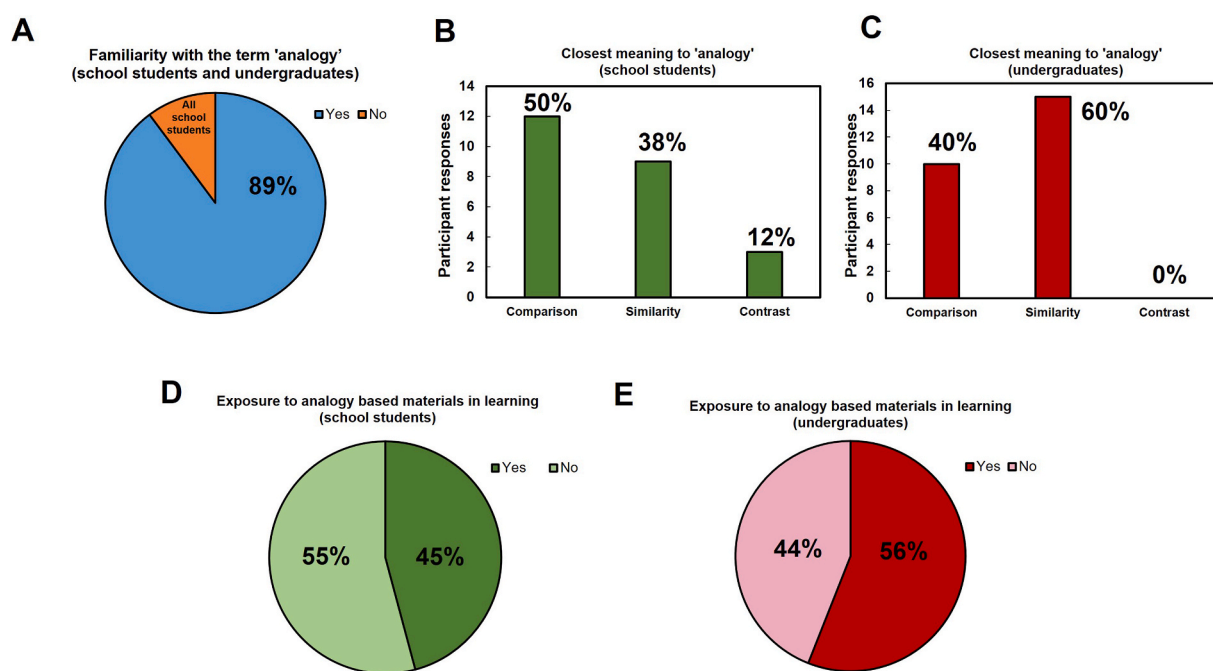 A
Familiarity with the term 'analogy’
(school students and undergraduates)
Yes No
All
school
students
89%
B
Closest meaning to 'analogy'
(school students)
Participant responses
14
12
10
8
6
4
2
0
50%
38%
12%
Comparison Similarity Contrast
C
Closest meaning to 'analogy'
(undergraduates)
Participant responses
16
14
12
10
8
6
4
2
0
40%
60%
0%
Comparison Similarity Contrast
D
Exposure to analogy based materials in learning
(school students)
Yes No
55%
45%
E
Exposure to analogy based materials in learning
(undergraduates)
Yes No
44%
56%